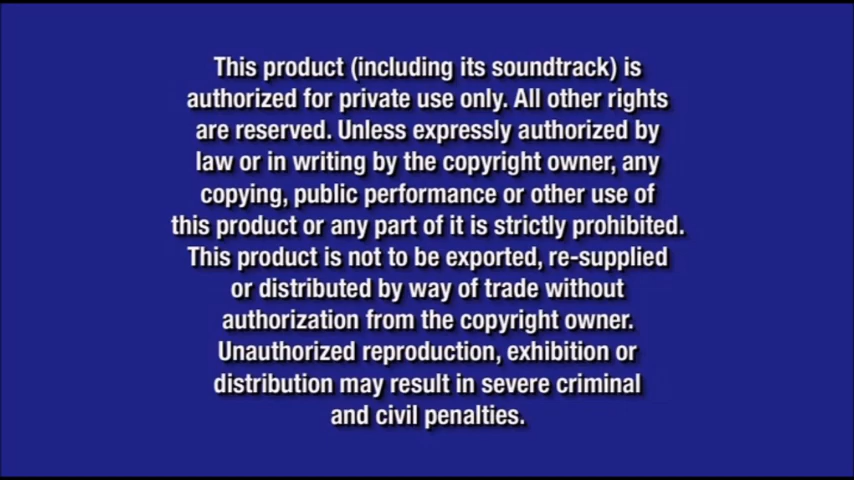 This product (including its soundtrack) is
authorized for private use only. All other rights
are reserved. Unless expressly authorized by
law or in writing by the copyright owner, any
copying, public performance or other use of
this product or any part of it is strictly prohibited.
This product is not to be exported, re-supplied
or distributed by way of trade without
authorization from the copyright owner.
Unauthorized reproduction, exhibition or
distribution may result in severe criminal
and civil penalties.